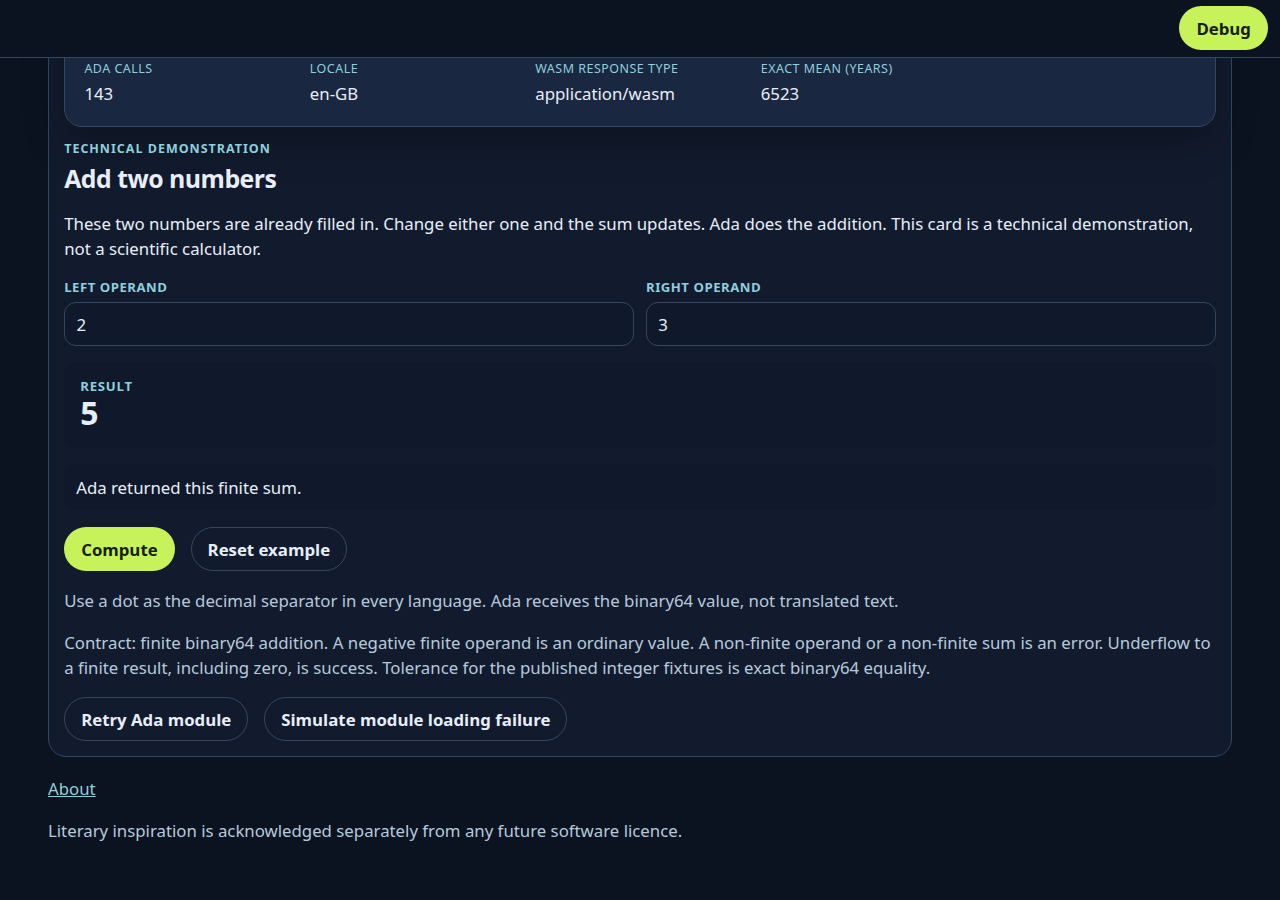 Debug
ADA CALLS
LOCALE
WASM RESPONSE TYPE
EXACT MEAN (YEARS)
143
en-GB
application/wasm
6523
TECHNICAL DEMONSTRATION
Add two numbers
These two numbers are already filled in. Change either one and the sum updates. Ada does the addition. This card is a technical demonstration,
not a scientific calculator.
LEFT OPERAND
RIGHT OPERAND
2
3
RESULT
5
Ada returned this finite sum.
Compute
Reset example
Use a dot as the decimal separator in every language. Ada receives the binary64 value, not translated text.
Contract: finite binary64 addition. A negative finite operand is an ordinary value. A non-finite operand or a non-finite sum is an error. Underflow to
a finite result, including zero, is success. Tolerance for the published integer fixtures is exact binary64 equality.
Retry Ada module
Simulate module loading failure
About
Literary inspiration is acknowledged separately from any future software licence.